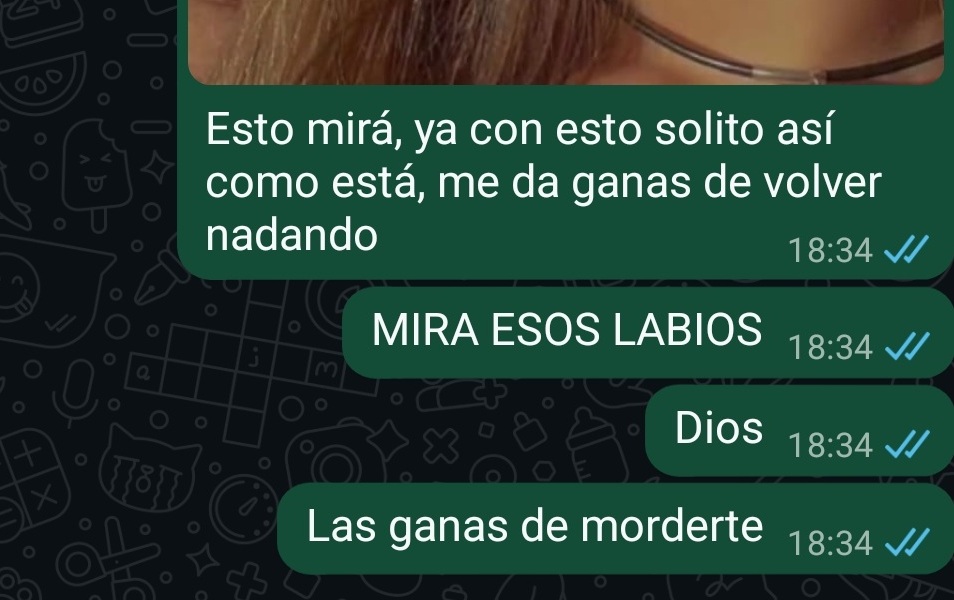 Esto mirá, ya con esto solito así
como está, me da ganas de volver
nadando
18:34
MIRA ESOS LABIOS
18:34
Dios
18:34
Las ganas de morderte
18:34